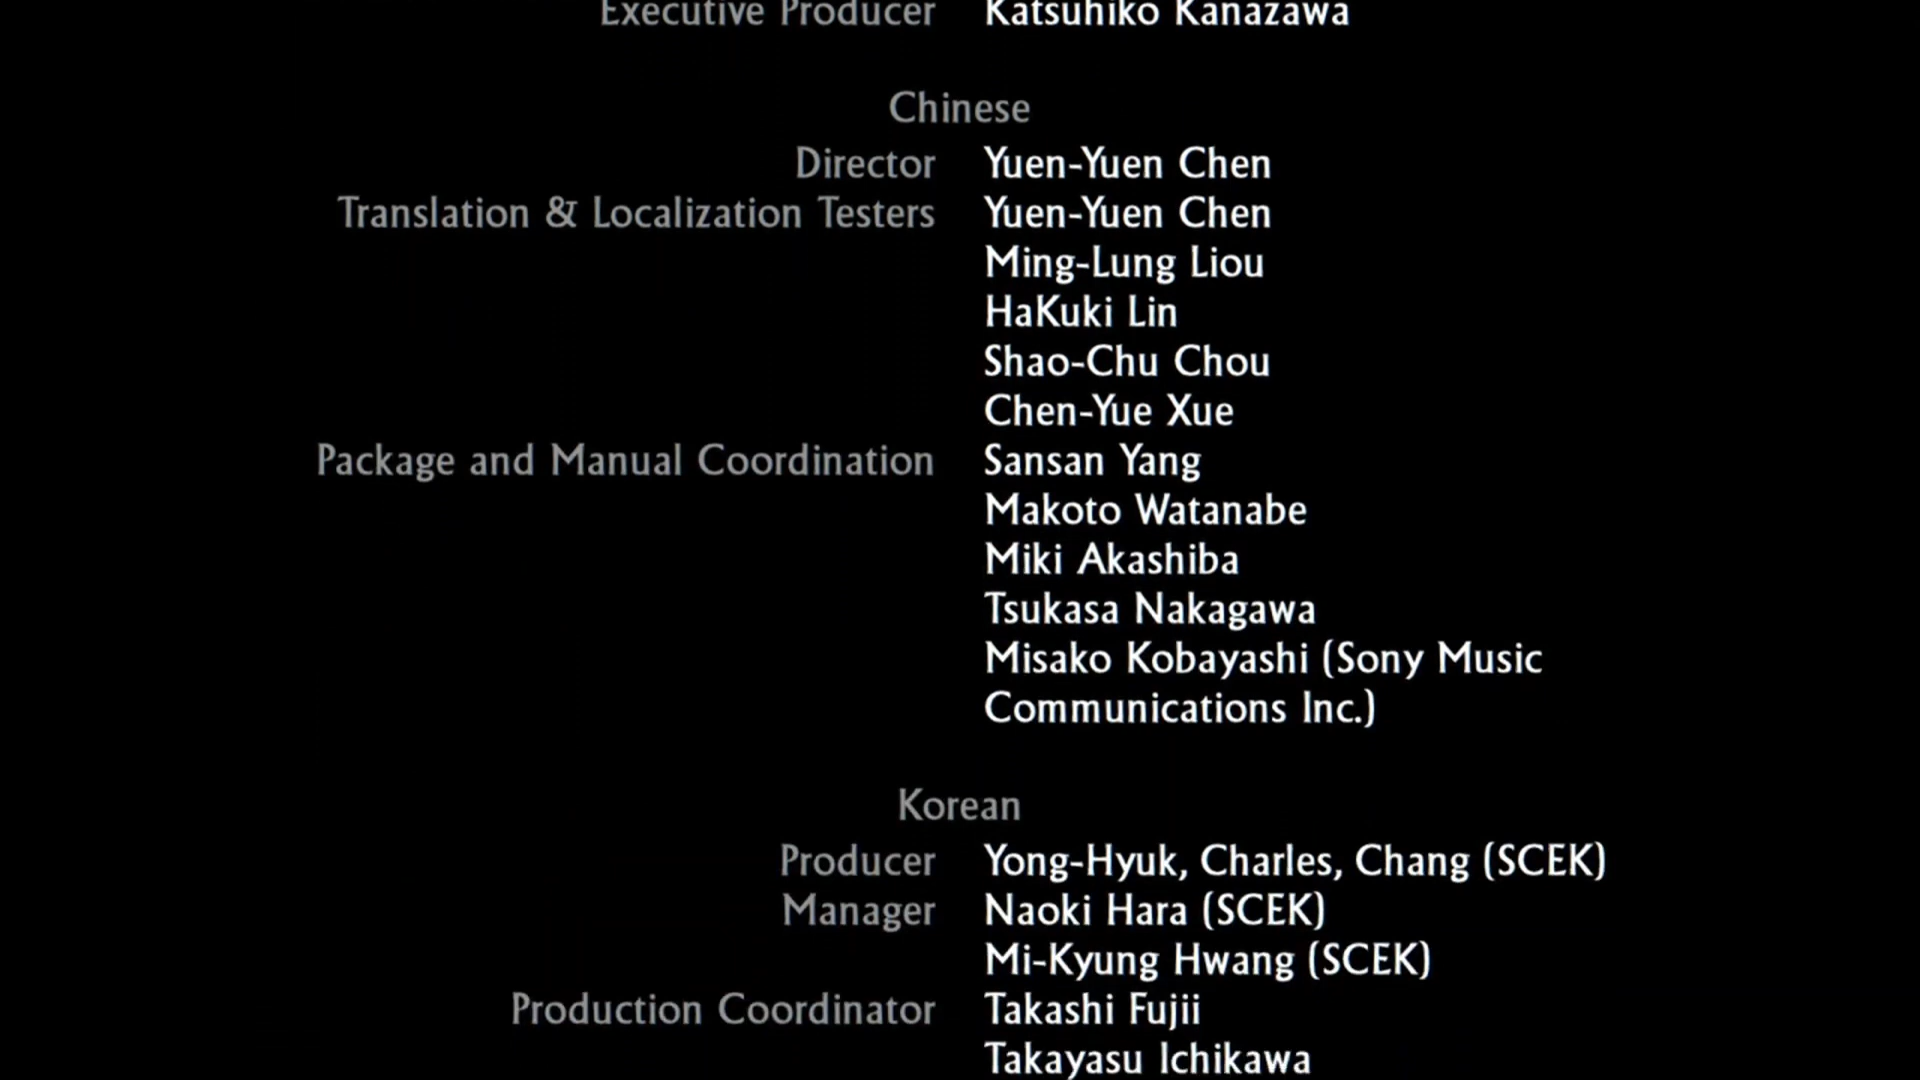 Executive Producer Katsuhiko Kanazawa
Chinese
Director Yuen-Yuen Chen
Translation & Localization Testers Yuen-Yuen Chen
Ming-Lung Liou
HaKuki Lin
Shao-Chu Chou
Chen-Yue Xue
Package and Manual Coordination Sansan Yang
Makoto Watanabe
Miki Akashiba
Tsukasa Nakagawa
Misako Kobayashi (Sony Music
Communications Inc.)
Korean
Producer Yong-Hyuk, Charles, Chang (SCEK)
Manager Naoki Hara (SCEK)
Mi-Kyung Hwang (SCEK)
Production Coordinator Takashi Fujii
Takayasu Ichikawa